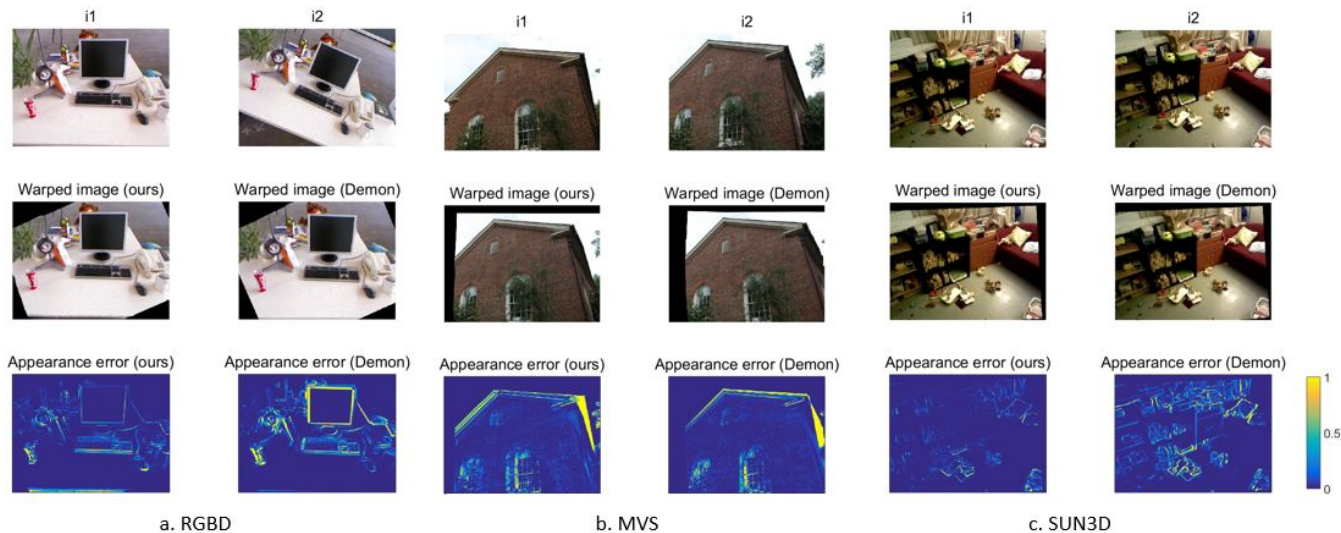 i1 i2 i1 i2 i1 i2
Warped image (ours) Warped image (Demon) Warped image (ours) Warped image (Demon) Warped image (ours) Warped image (Demon)
Appearance error (ours) Appearance error (Demon) Appearance error (ours) Appearance error (Demon) Appearance error (ours) Appearance error (Demon)
1
0.5
0
a. RGBD b. MVS c. SUN3D